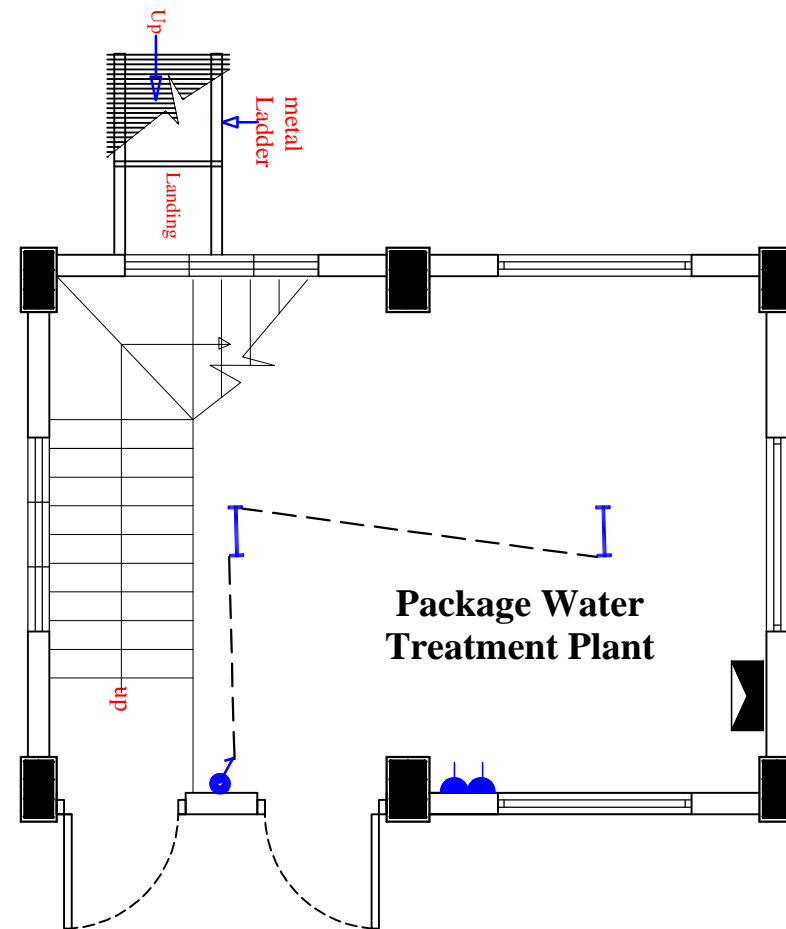 Up
metal
Ladder
Landing
Package Water
Treatment Plant
up